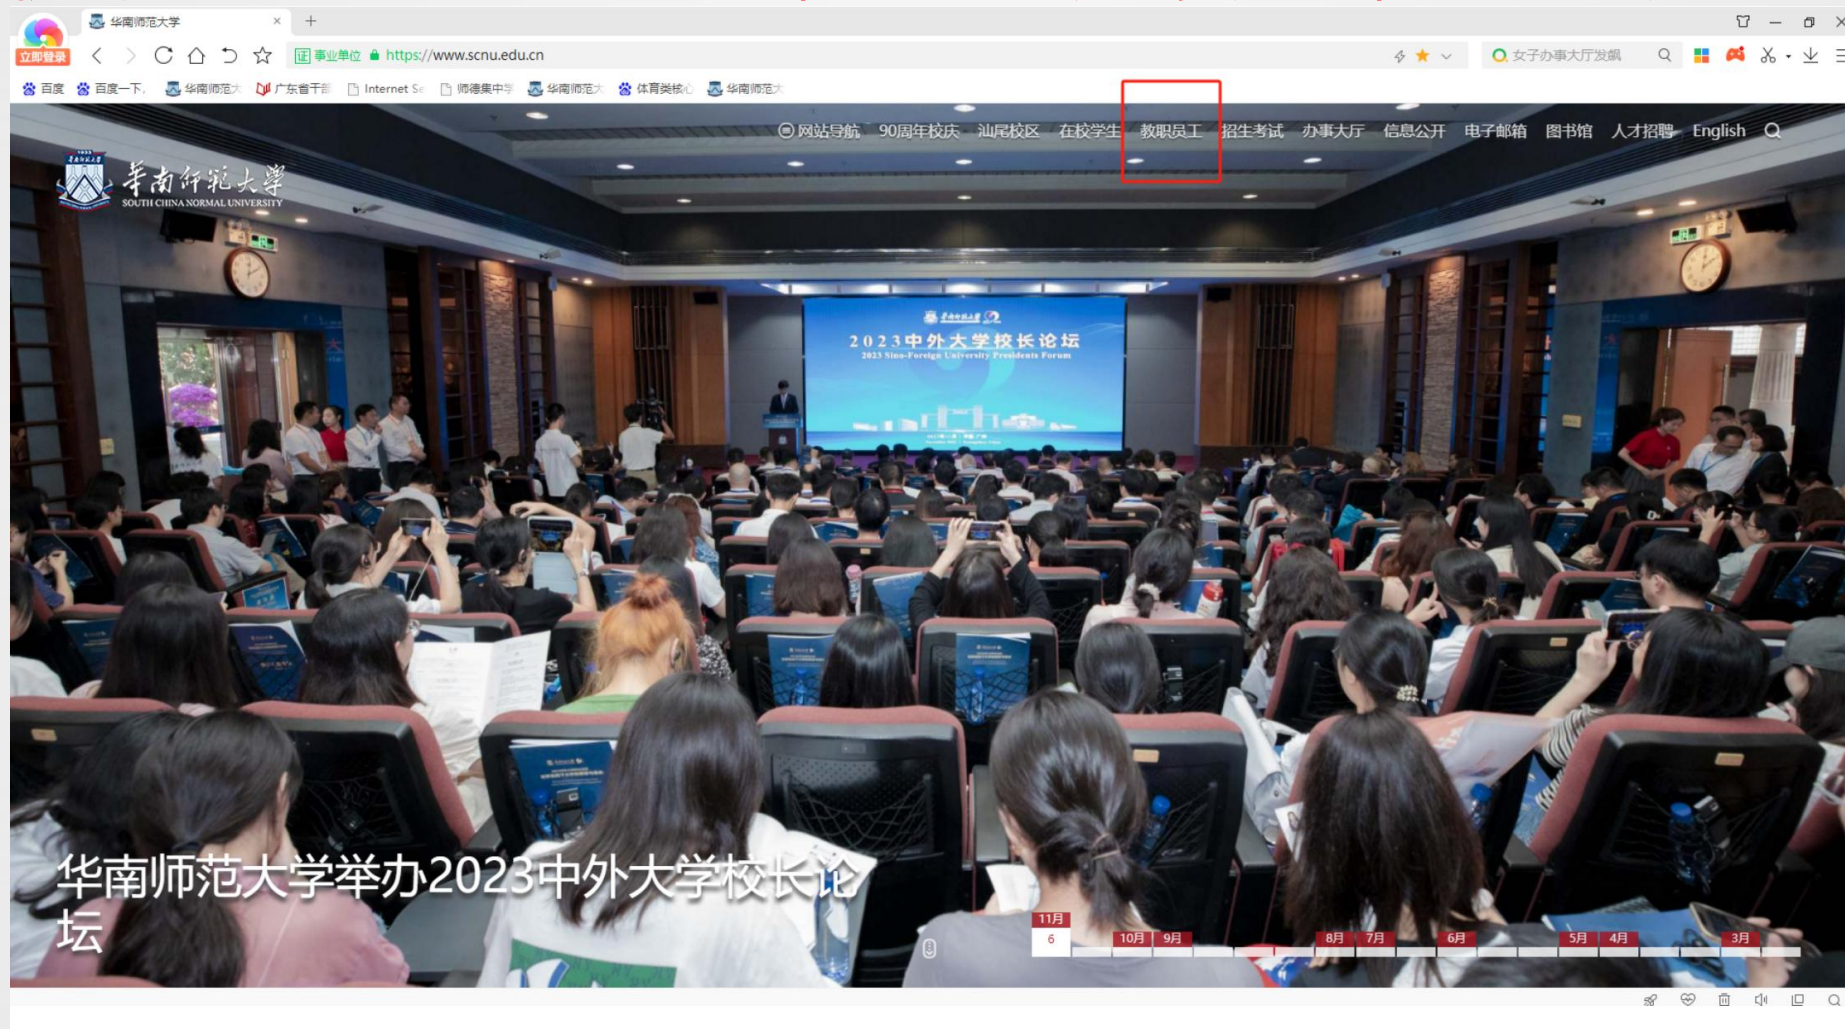 华南师范大学
立即登录
证 事业单位 https://www.scnu.edu.cn
女子办事大厅发飙
百度 百度一下, 华南师范大 广东省干部 Internet Se 师德集中学 华南师范大 体育类核心 华南师范大
网站导航 90周年校庆 汕尾校区 在校学生 教职员工 招生考试 办事大厅 信息公开 电子邮箱 图书馆 人才招聘 English
1933
華南師範大學
SOUTH CHINA NORMAL UNIVERSITY
2023中外大学校长论坛
2023 Sino-Foreign University Presidents Forum
华南师范大学举办2023中外大学校长论
坛
11月
6 10月 9月 8月 7月 6月 5月 4月 3月